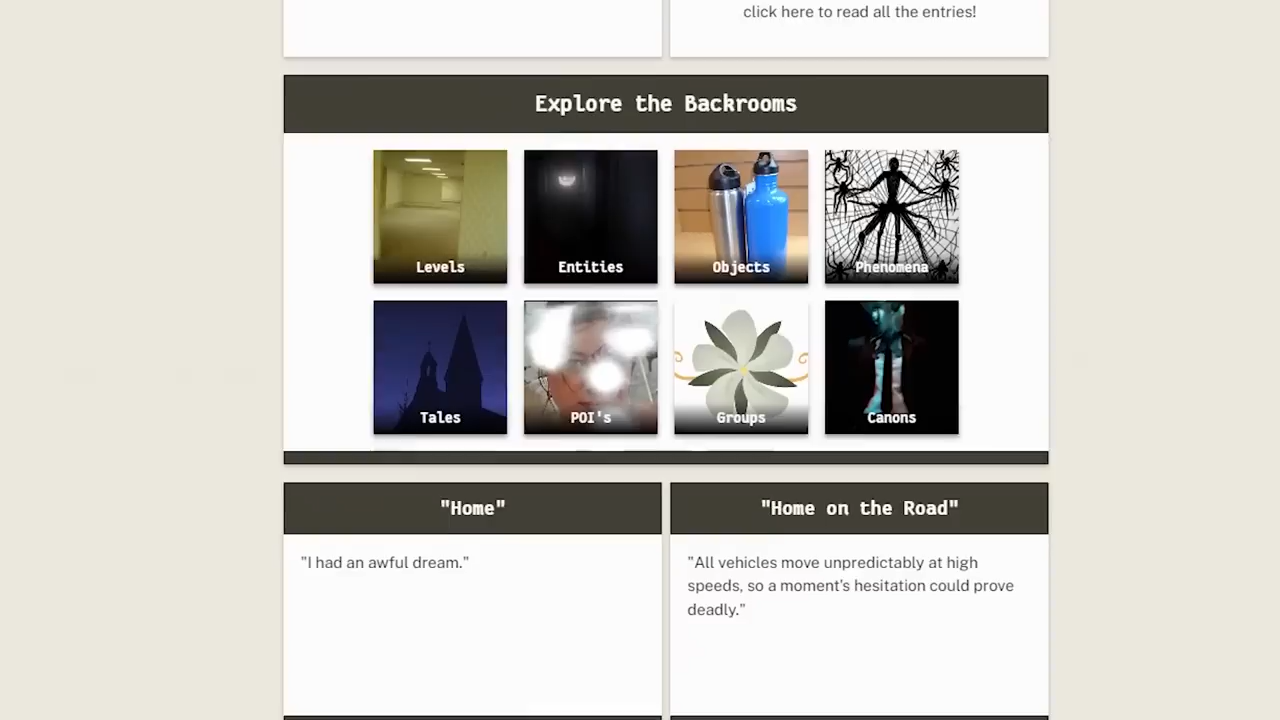 click here to read all the entries!
Explore the Backrooms
Levels
Entities
Objects
Phenomena
Tales
POI's
Groups
Canons
"Home"
"Home on the Road"
"I had an awful dream."
"All vehicles move unpredictably at high
speeds, so a moment's hesitation could prove
deadly."